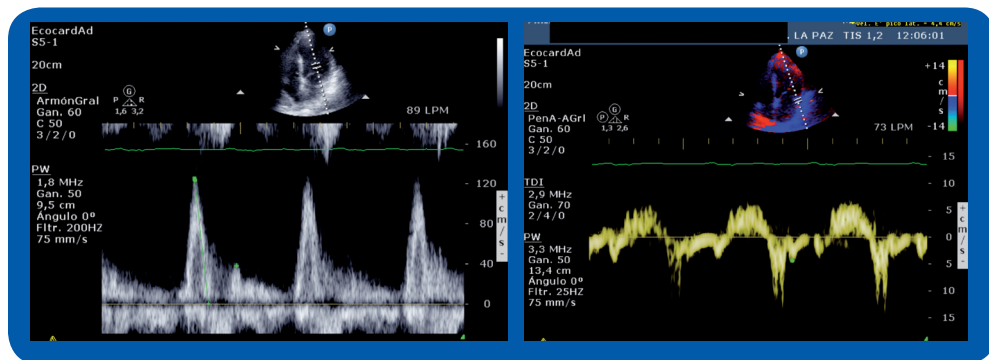 EcocardAd
S5-1
20cm
2D
ArmónGral
Gan. 60
C 50
3/2/0
G
P R
1,6 3,2
P
89 LPM
PW
1,8 MHz
Gan. 50
9,5 cm
Ángulo 0º
Fltr. 200HZ
75 mm/s
160
120
80
40
0
+
c
m
/
s
-
pico lat. - 4,4 cm/s
LA PAZ TIS 1,2 12:06:01
EcocardAd
S5-1
20cm
2D
PenA-AGrl
Gan. 60
C 50
3/2/0
G
P R
1,3 2,6
P
+14
c
m
/
s
-14
73 LPM
TDI
2,9 MHz
Gan. 70
2/4/0
PW
3,3 MHz
Gan. 50
13,4 cm
Ángulo 0º
Fltr. 25HZ
75 mm/s
15
10
5
0
5
10
15
+
c
m
/
s
-